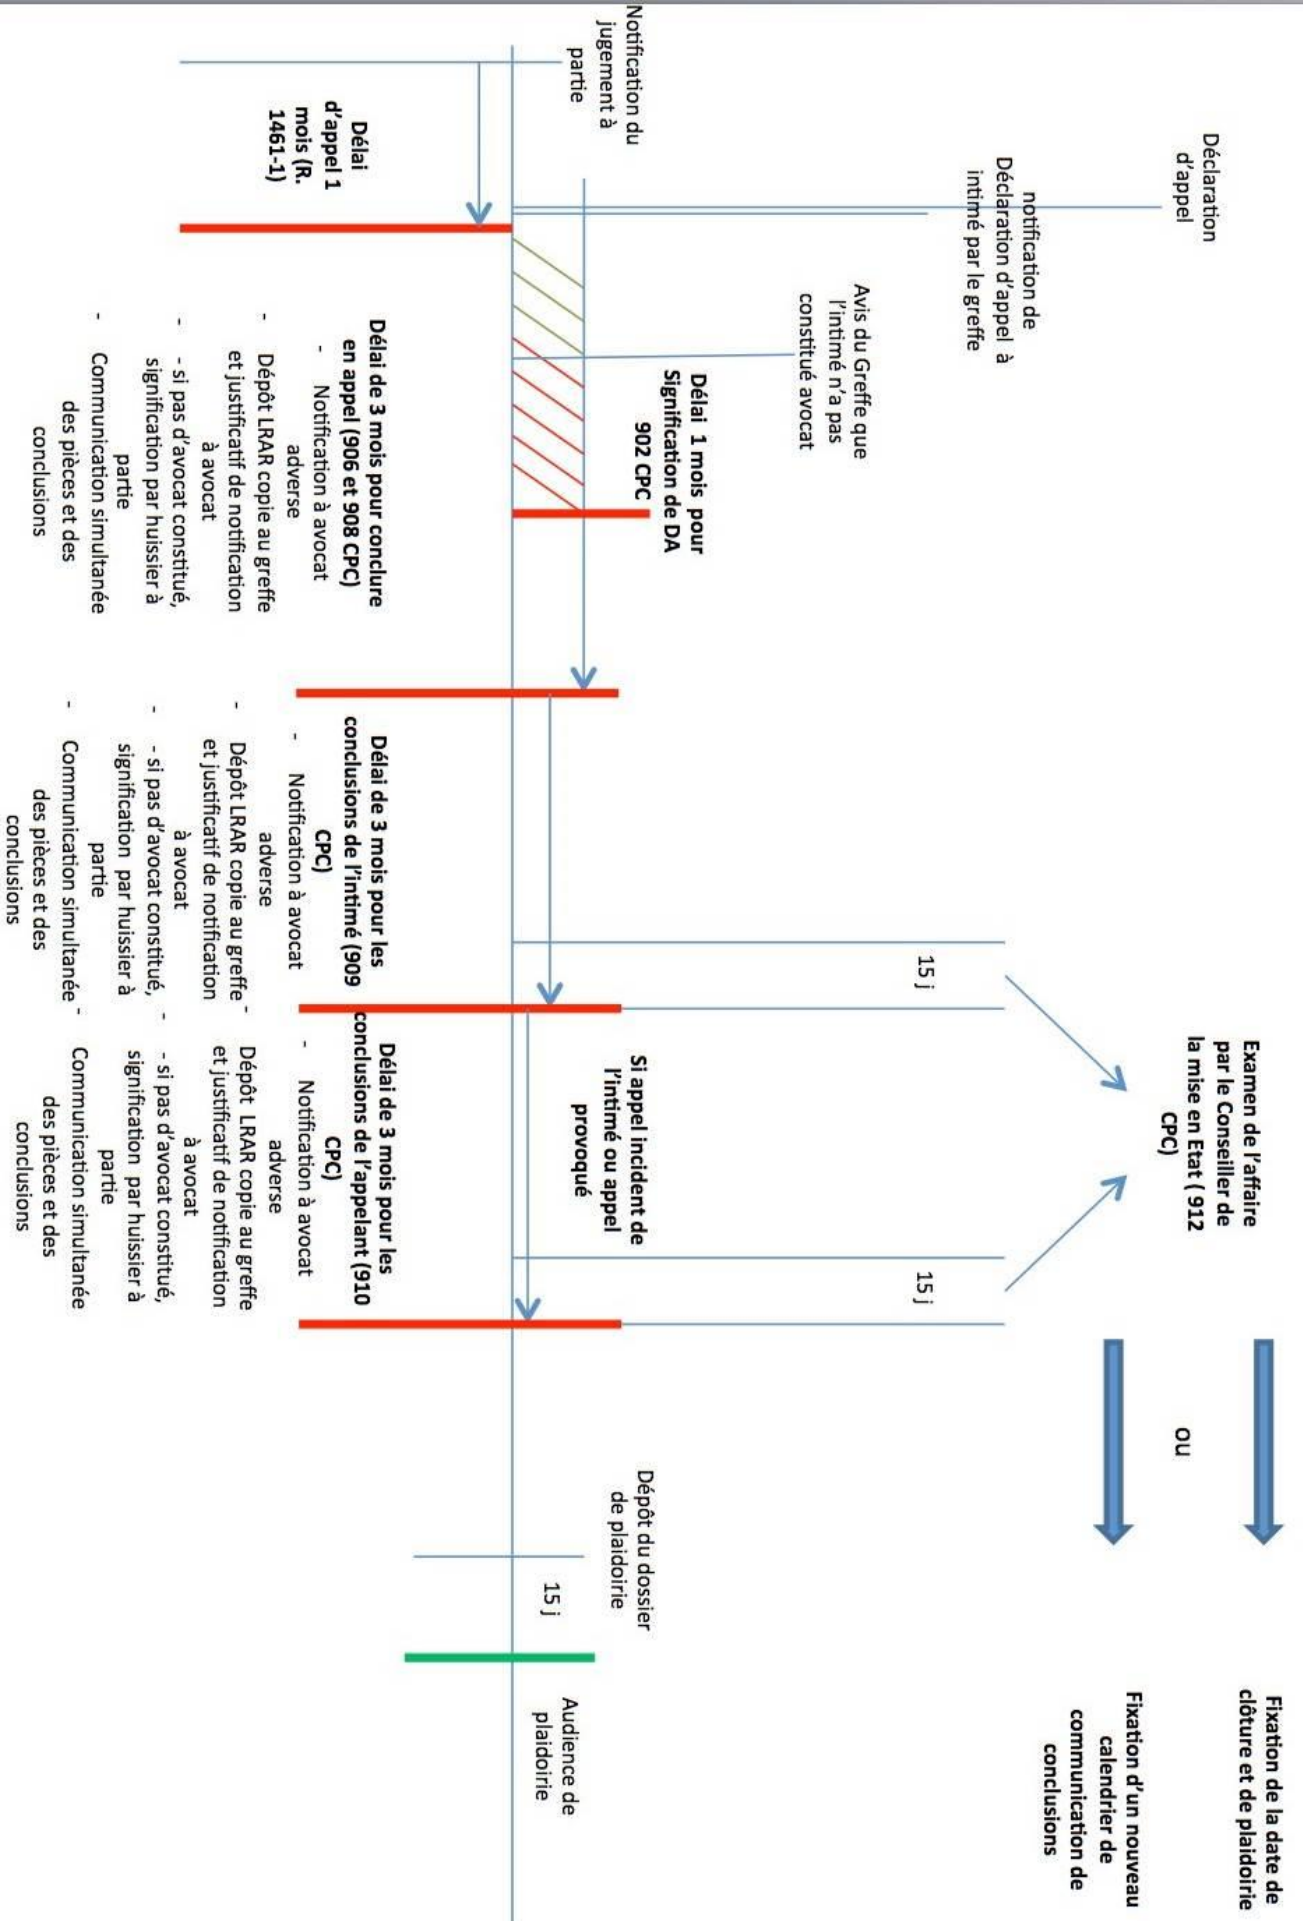 Déclaration
d'appel
notification de
Déclaration d'appel à
intimé par le greffe
Avis du Greffe que
l'intimé n'a pas
constitué avocat
Notification du
jugement à
partie
Délai 1 mois pour
Signification de DA
902 CPC
Délai
d'appel 1
mois (R.
1461-1)
Délai de 3 mois pour conclure
en appel (906 et 908 CPC)
- Notification à avocat
adverse
- Dépôt LRAR copie au greffe
et justificatif de notification
à avocat
- - si pas d'avocat constitué,
signification par huissier à
partie
- Communication simultanée
des pièces et des
conclusions
Délai de 3 mois pour les
conclusions de l'intimé (909
CPC)
- Notification à avocat
adverse
- Dépôt LRAR copie au greffe
et justificatif de notification
à avocat
- - si pas d'avocat constitué,
signification par huissier à
partie
- Communication simultanée
des pièces et des
conclusions
15 j
Examen de l'affaire
par le Conseiller de
la mise en Etat ( 912
CPC)
Si appel incident de
l'intimé ou appel
provoqué
15 j
Délai de 3 mois pour les
conclusions de l'appelant (910
CPC)
- Notification à avocat
adverse
- Dépôt LRAR copie au greffe
et justificatif de notification
à avocat
- - si pas d'avocat constitué,
signification par huissier à
partie
- Communication simultanée
des pièces et des
conclusions
ou
Fixation de la date de
clôture et de plaidoirie
Fixation d'un nouveau
calendrier de
communication de
conclusions
Dépôt du dossier
de plaidoirie
15 j
Audience de
plaidoirie